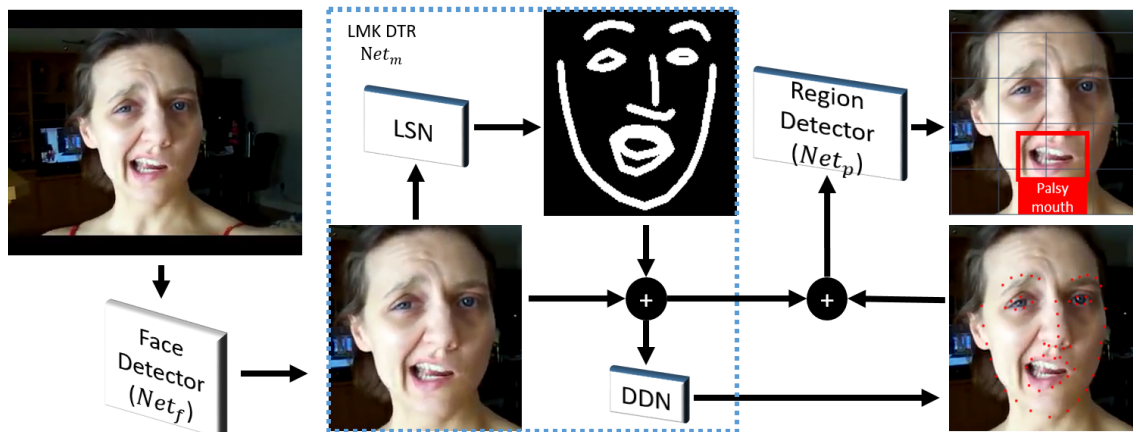 LMK DTR
Net_m
LSN
Region
Detector
(Net_p)
Palsy
mouth
+
+
Face
Detector
(Net_f)
DDN